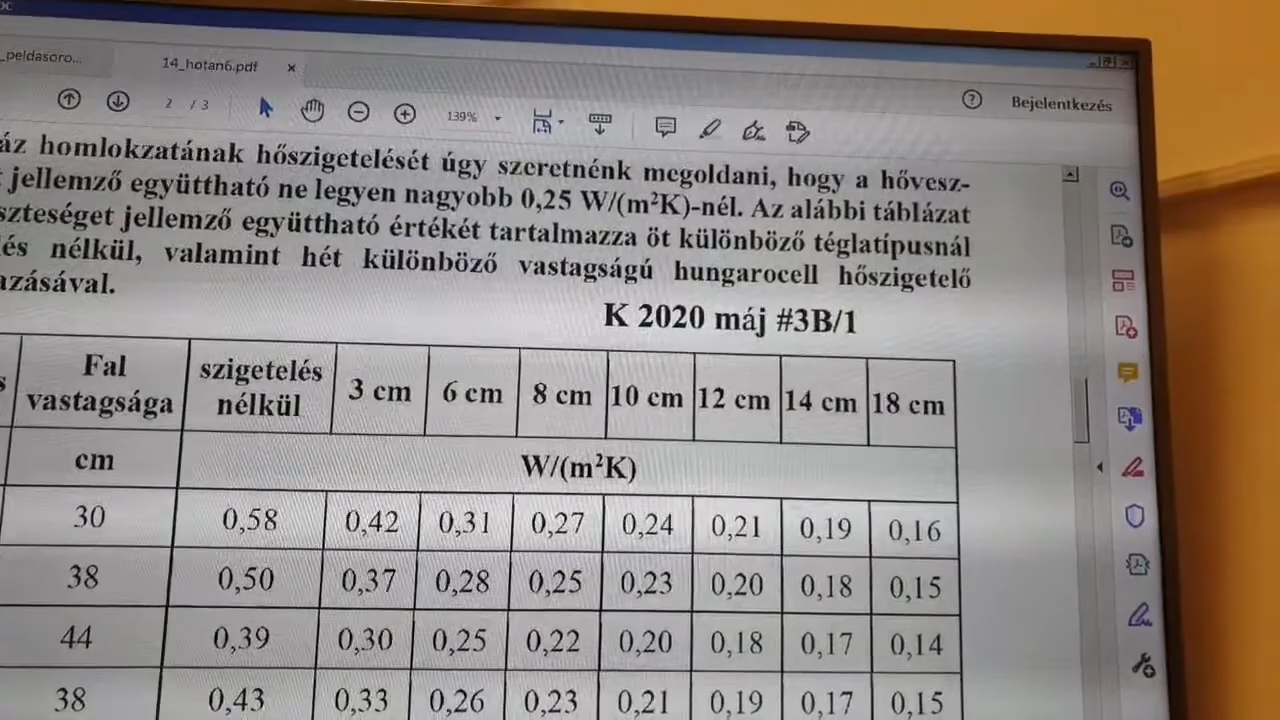 _peldasoro...
14_hotan6.pdf ×
2 / 3
139%
Bejelentkezés
áz homlokzatának hőszigetelését úgy szeretnénk megoldani, hogy a hővesz-
jellemző együttható ne legyen nagyobb 0,25 W/(m²K)-nél. Az alábbi táblázat
szteséget jellemző együttható értékét tartalmazza öt különböző téglatípusnál
lés nélkül, valamint hét különböző vastagságú hungarocell hőszigetelő
azásával.
K 2020 máj #3B/1
Fal vastagsága szigetelés nélkül 3 cm 6 cm 8 cm 10 cm 12 cm 14 cm 18 cm
cm W/(m²K)
30 0,58 0,42 0,31 0,27 0,24 0,21 0,19 0,16
38 0,50 0,37 0,28 0,25 0,23 0,20 0,18 0,15
44 0,39 0,30 0,25 0,22 0,20 0,18 0,17 0,14
38 0,43 0,33 0,26 0,23 0,21 0,19 0,17 0,15